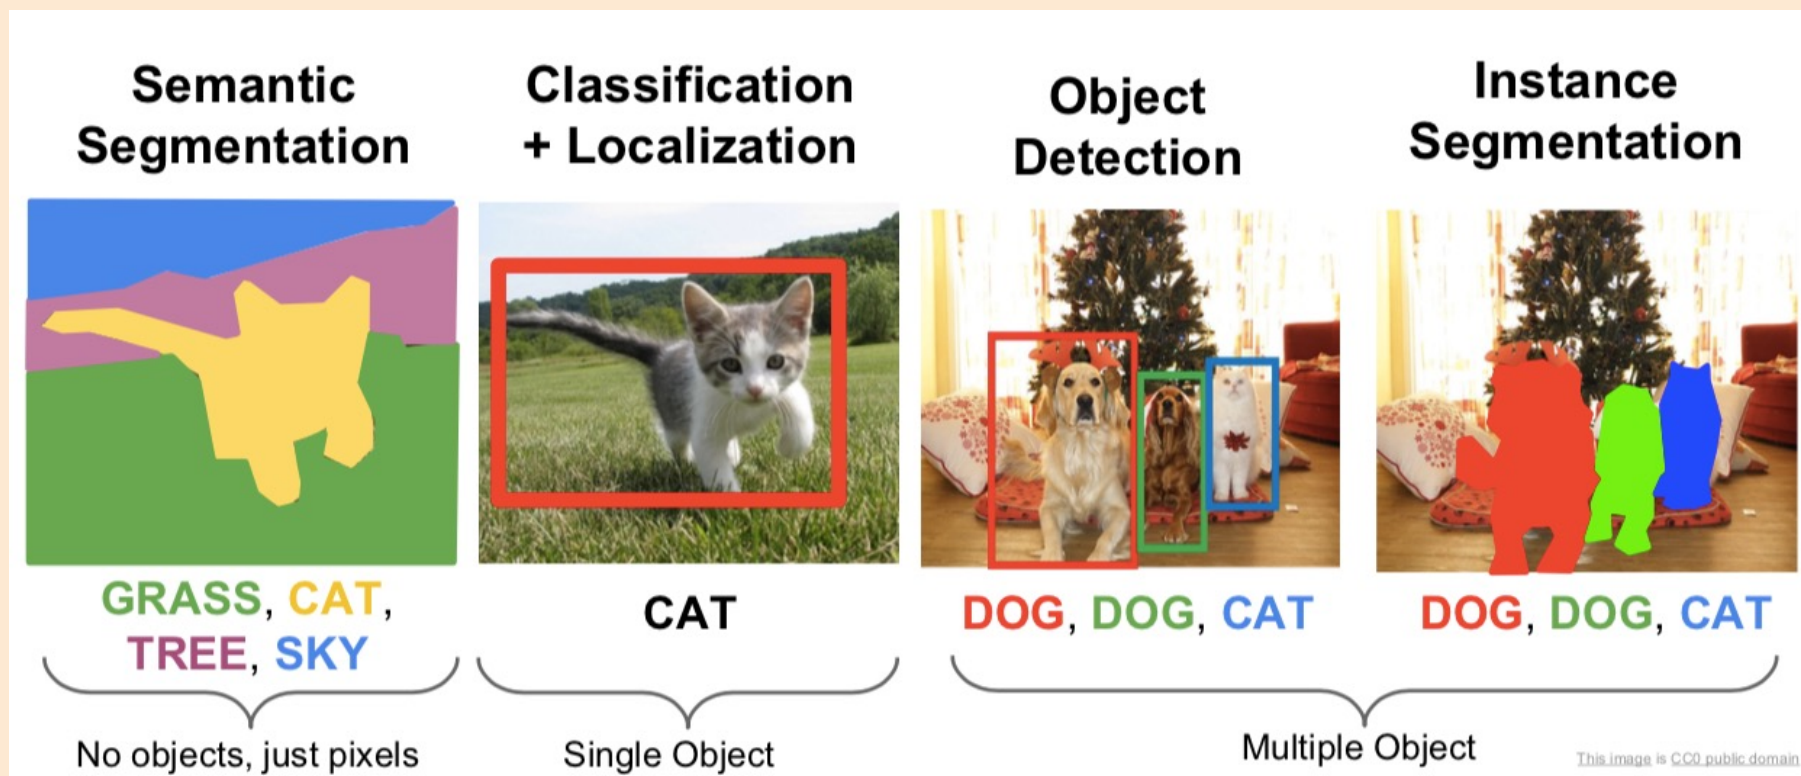 Semantic
Segmentation
Classification
+ Localization
Object
Detection
Instance
Segmentation
GRASS, CAT,
TREE, SKY
CAT
DOG, DOG, CAT
DOG, DOG, CAT
No objects, just pixels
Single Object
Multiple Object
This image is CC0 public domain